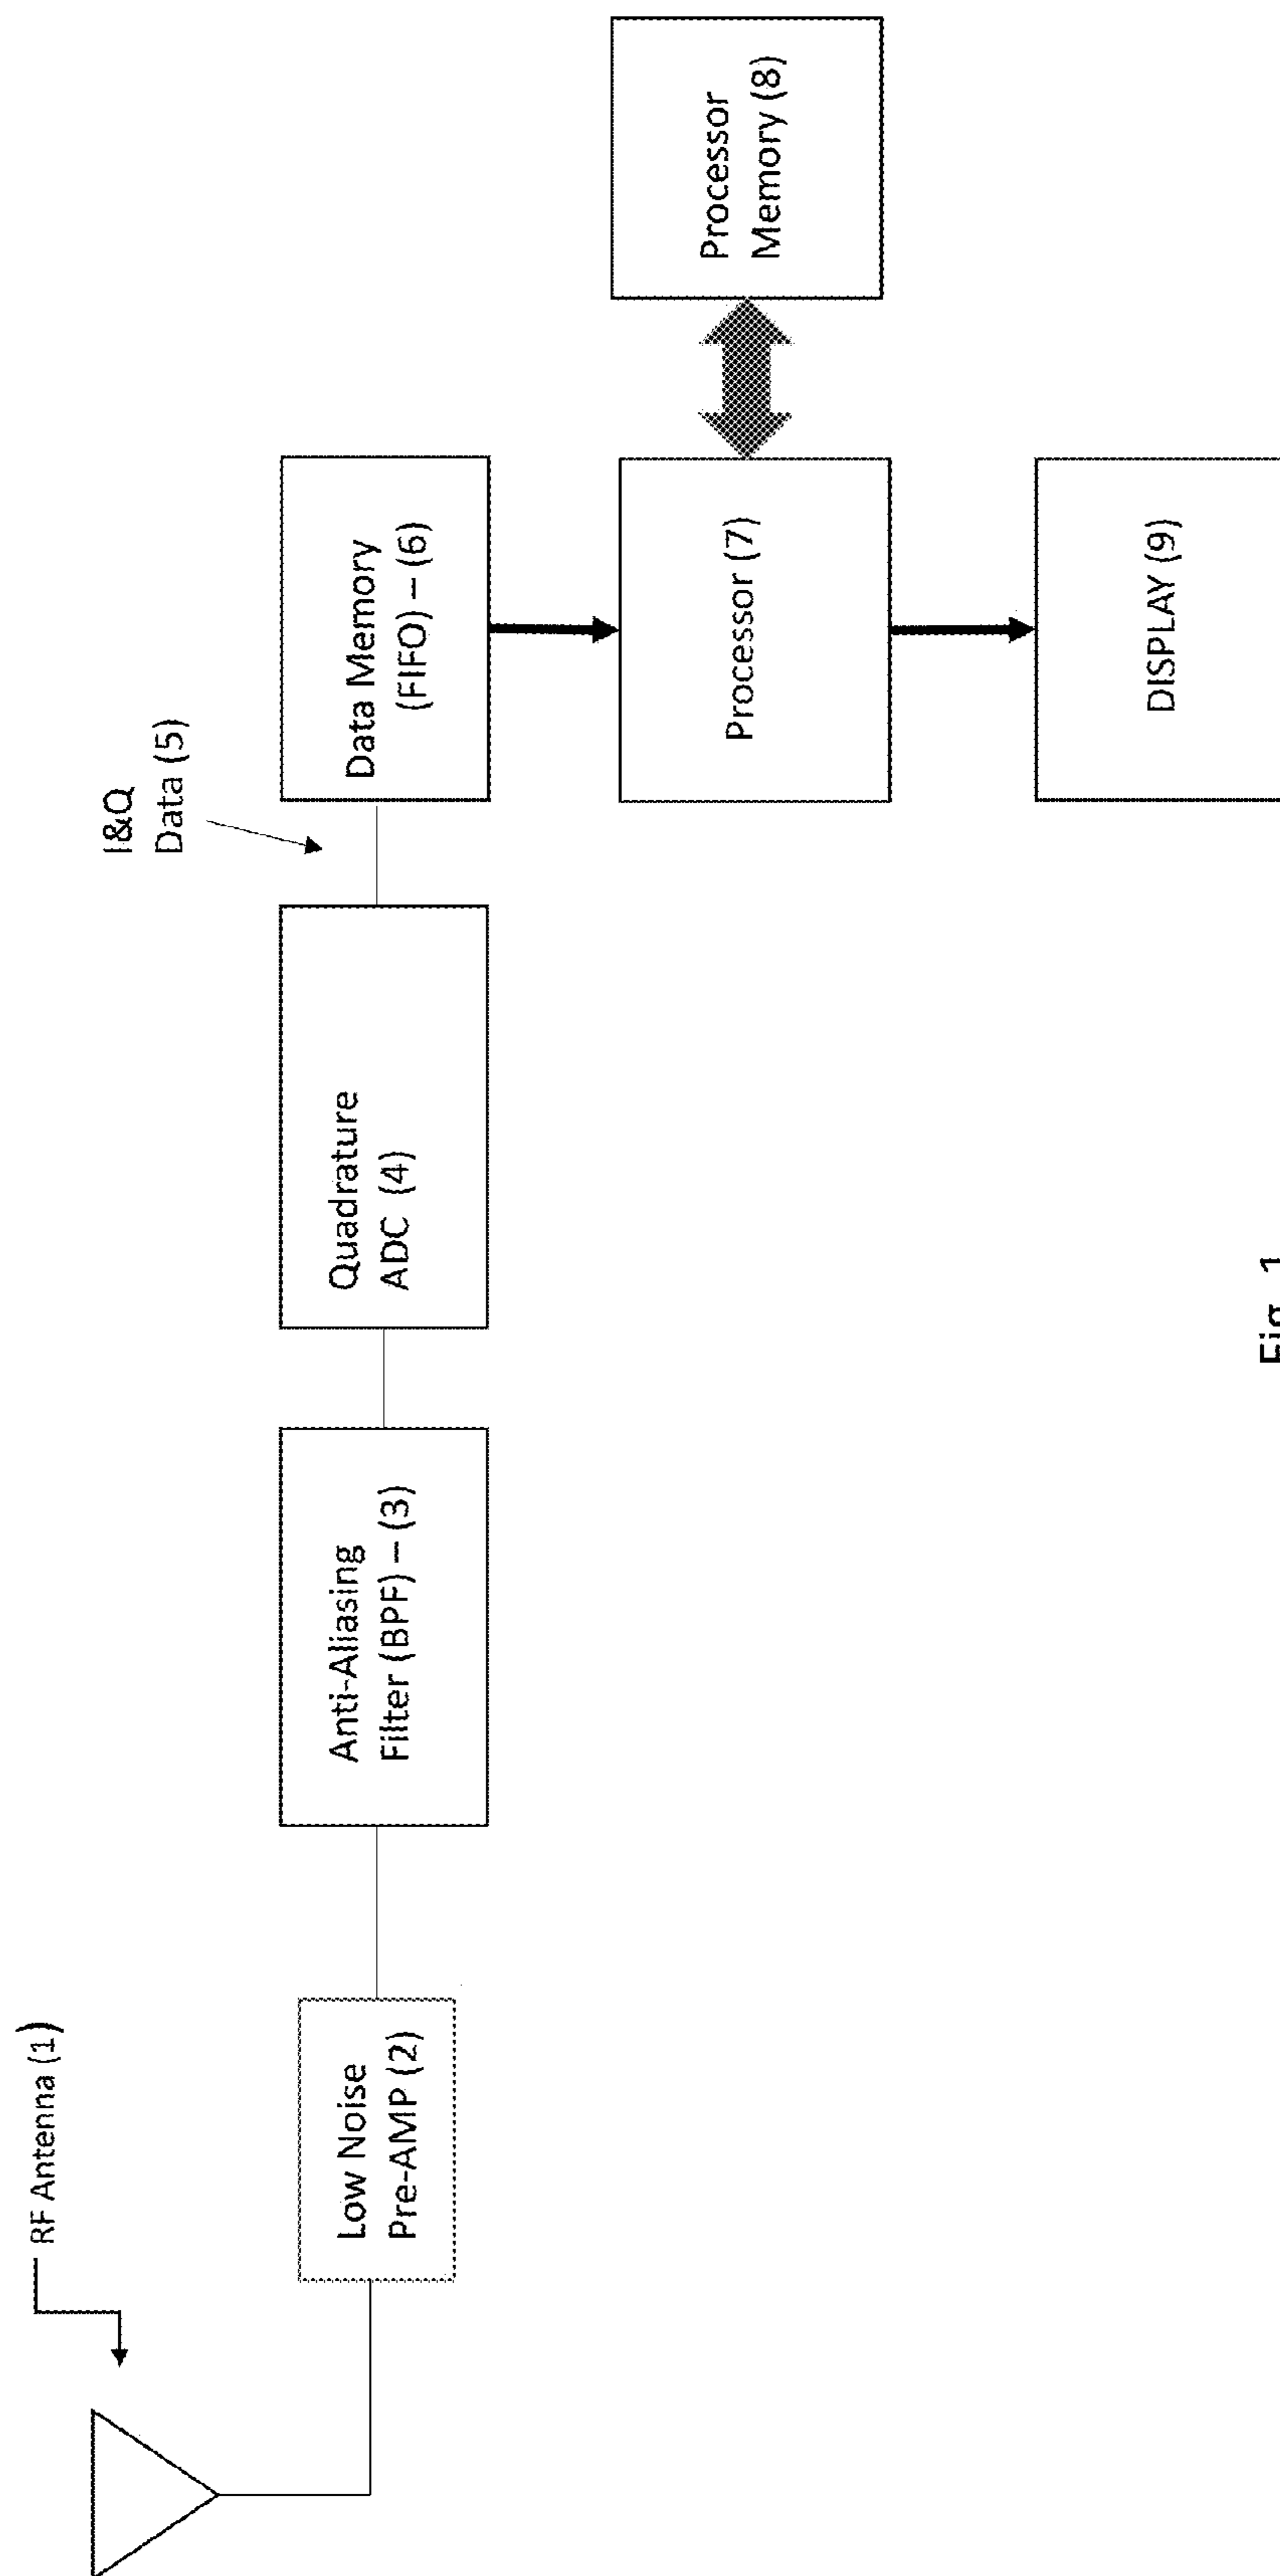 RF Antenna (1)
Low Noise
Pre-AMP (2)
Anti-Aliasing
Filter (BPF) – (3)
Quadrature
ADC (4)
I&Q
Data (5)
Data Memory
(FIFO) – (6)
Processor (7)
Processor
Memory (8)
DISPLAY (9)
Fig. 1